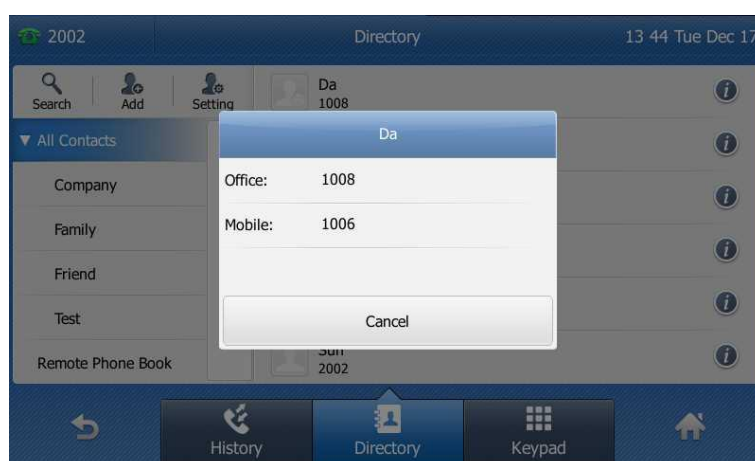 2002 Directory 13 44 Tue Dec 17
Search Add Setting
Da
1008
All Contacts
Company
Family
Friend
Test
Remote Phone Book
Da
Office: 1008
Mobile: 1006
Cancel
Sun
2002
History Directory Keypad